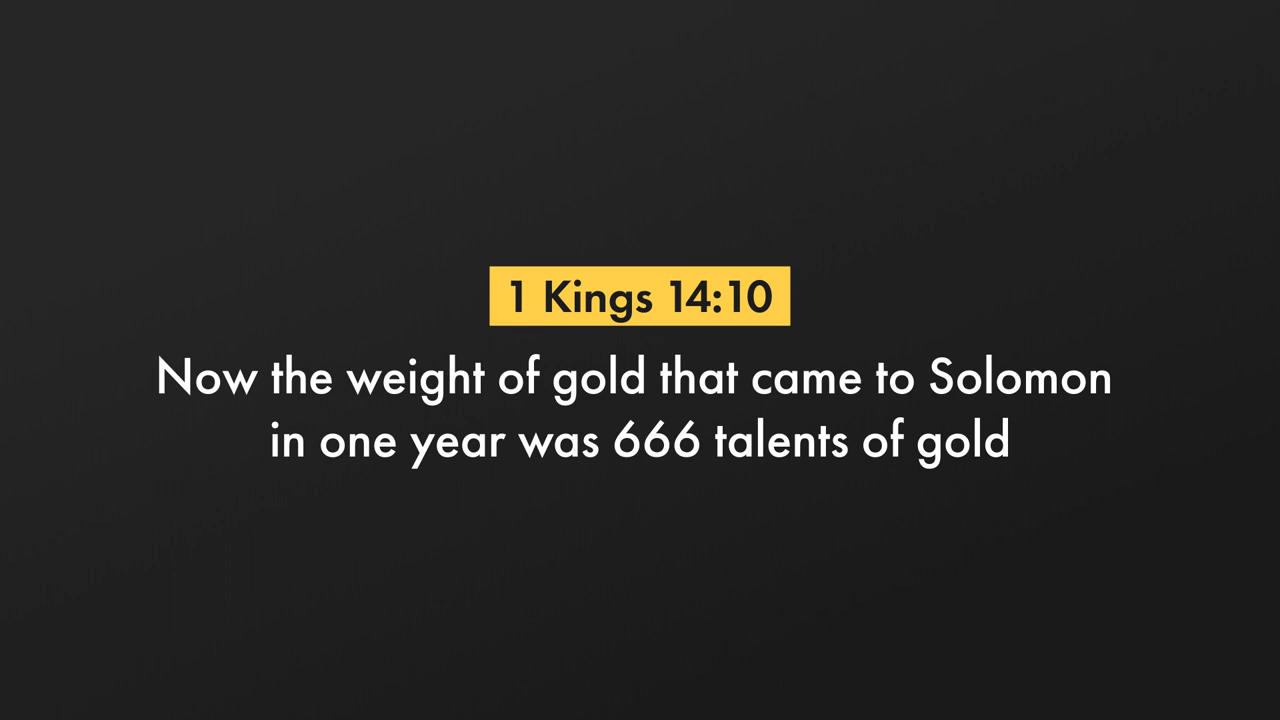 1 Kings 14:10
Now the weight of gold that came to Solomon
in one year was 666 talents of gold